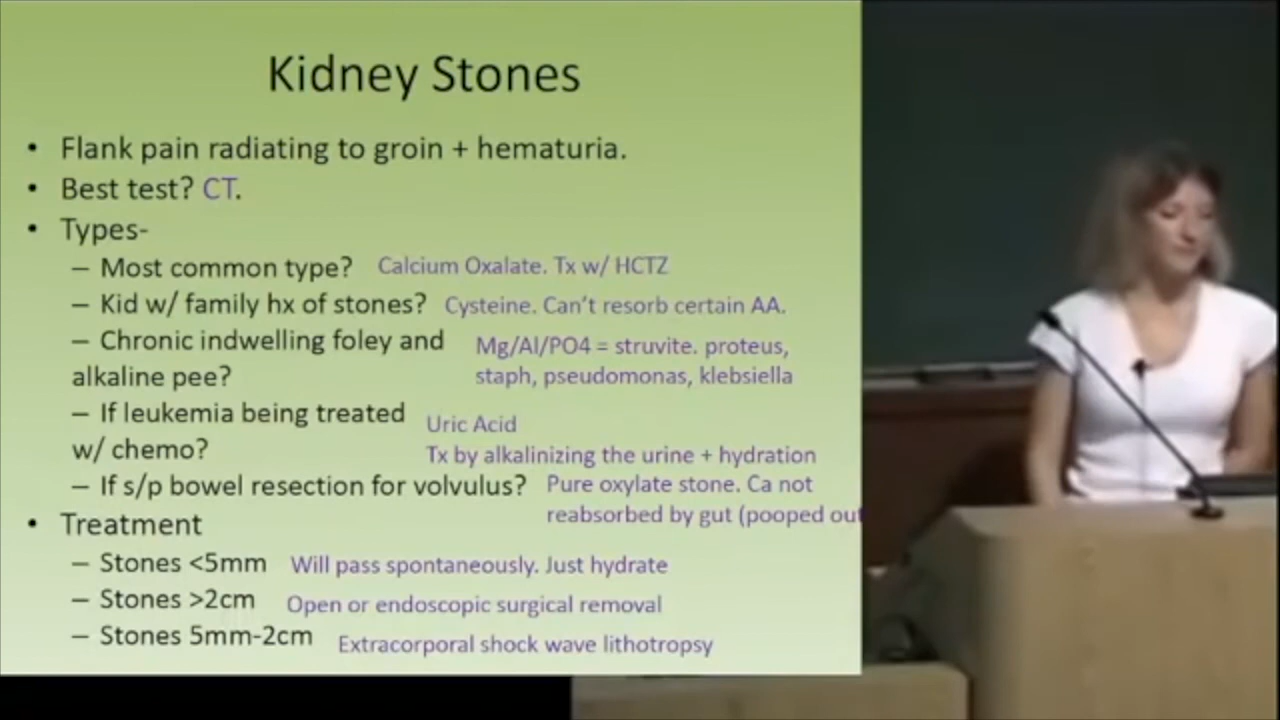 Kidney Stones
• Flank pain radiating to groin + hematuria.
• Best test? CT.
• Types-
– Most common type? Calcium Oxalate. Tx w/ HCTZ
– Kid w/ family hx of stones? Cysteine. Can't resorb certain AA.
– Chronic indwelling foley and
alkaline pee?
Mg/Al/PO4 = struvite. proteus,
staph, pseudomonas, klebsiella
– If leukemia being treated
w/ chemo?
Uric Acid
Tx by alkalinizing the urine + hydration
– If s/p bowel resection for volvulus? Pure oxylate stone. Ca not
reabsorbed by gut (pooped out
• Treatment
– Stones <5mm Will pass spontaneously. Just hydrate
– Stones >2cm Open or endoscopic surgical removal
– Stones 5mm-2cm Extracorporal shock wave lithotropsy